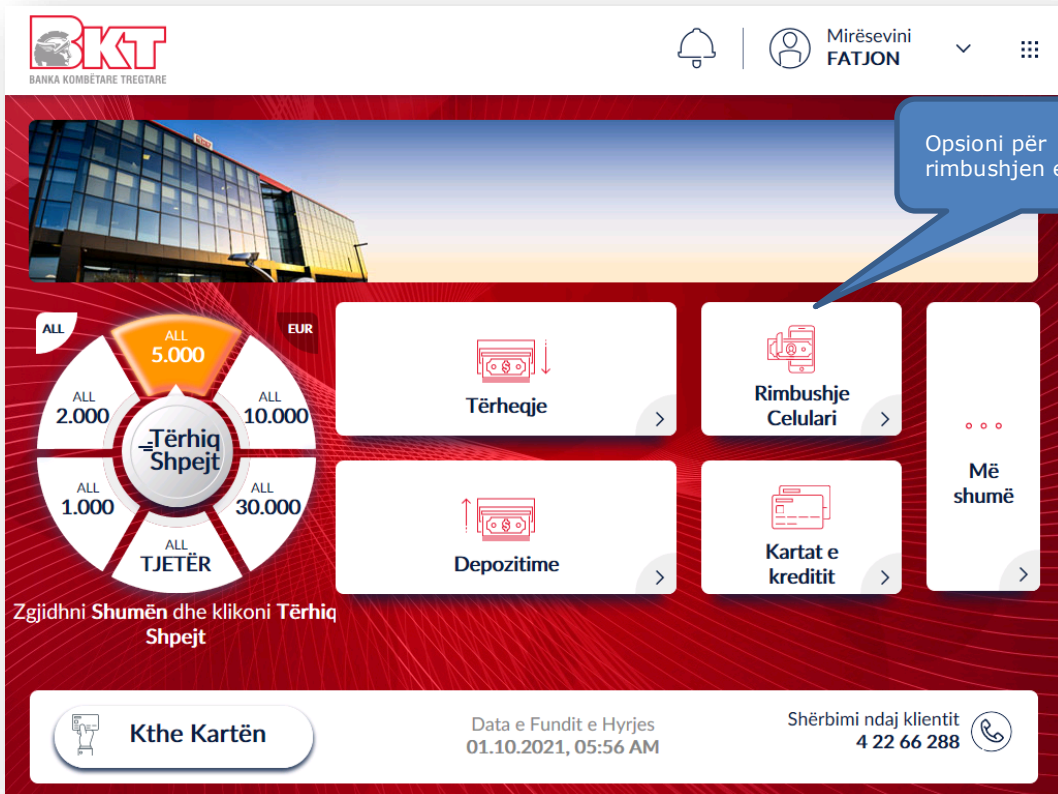 BKT
BANKA KOMBËTARE TREGTARE
Mirësevini
FATJON
Opsioni për
rimbushjen e
ALL
EUR
ALL
5.000
ALL
2.000
ALL
10.000
Tërhiq
Shpejt
ALL
1.000
ALL
30.000
ALL
TJETËR
Zgjidhni Shumën dhe klikoni Tërhiq
Shpejt
Tërheqje
Rimbushje
Celulari
Depozitime
Kartat e
kreditit
Më
shumë
Kthe Kartën
Data e Fundit e Hyrjes
01.10.2021, 05:56 AM
Shërbimi ndaj klientit
4 22 66 288